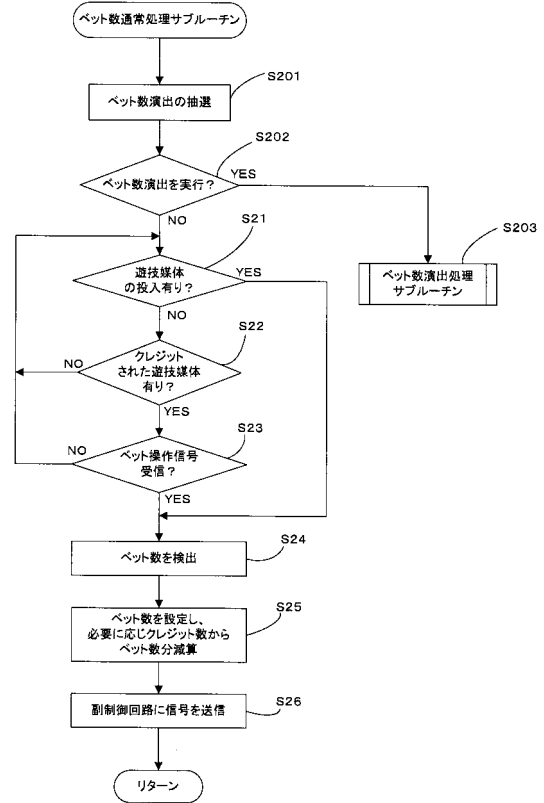 ベット数通常処理サブルーチン
S201
ベット数演出の抽選
S202
ベット数演出を実行？
YES
NO
S203
ベット数演出処理
サブルーチン
S21
遊技媒体
の投入有り？
YES
NO
S22
クレジット
された遊技媒体
有り？
NO
YES
S23
ベット操作信号
受信？
NO
YES
S24
ベット数を検出
S25
ベット数を設定し、
必要に応じクレジット数から
ベット数分減算
S26
副制御回路に信号を送信
リターン